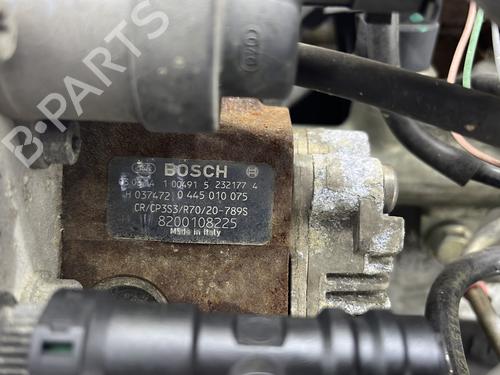 BOSCH
1 00491 5 232177 4
H 037472 0 445 010 075
CR/CP3S3/R70/20-789S
8200108225
Made in Italy
B-PARTS